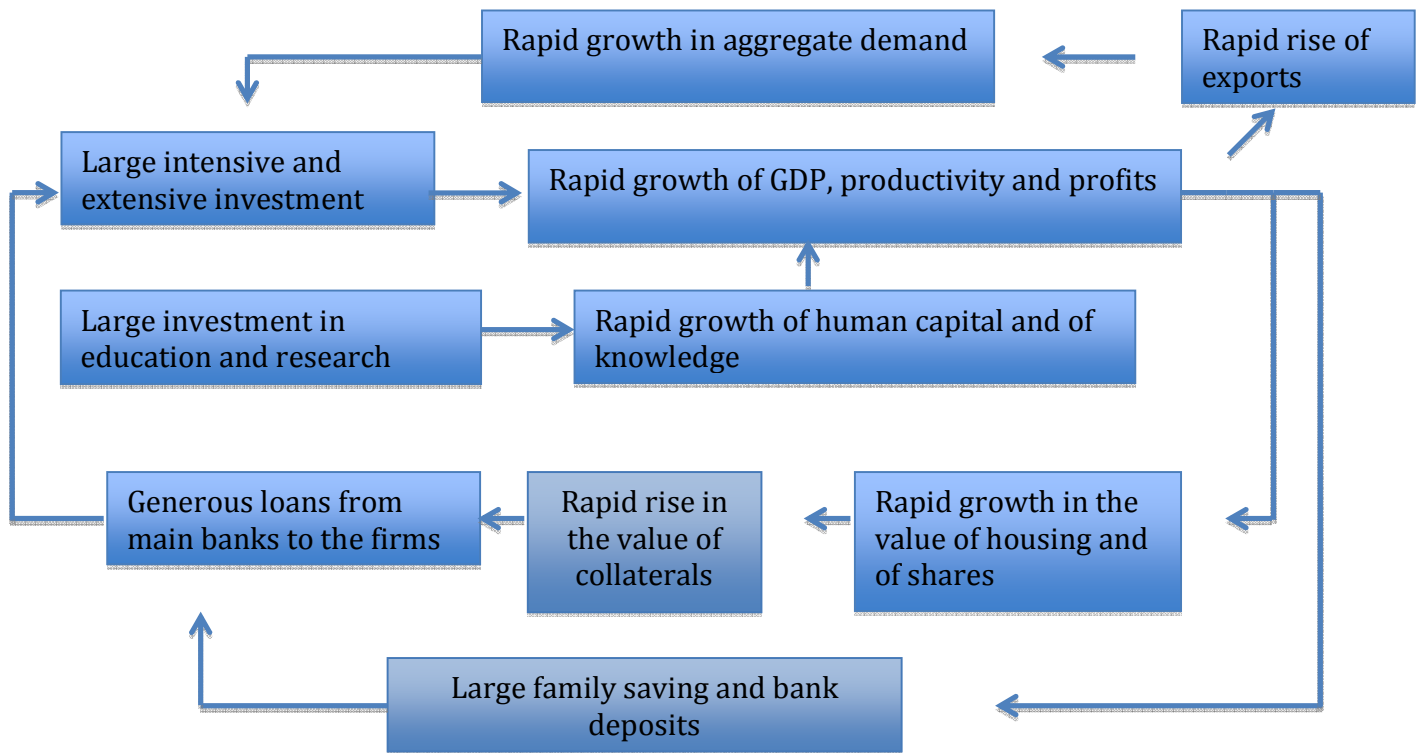 Rapid growth in aggregate demand
Rapid rise of
exports
Large intensive and
extensive investment
Rapid growth of GDP, productivity and profits
Large investment in
education and research
Rapid growth of human capital and of
knowledge
Generous loans from
main banks to the firms
Rapid rise in
the value of
collaterals
Rapid growth in the
value of housing and
of shares
Large family saving and bank
deposits